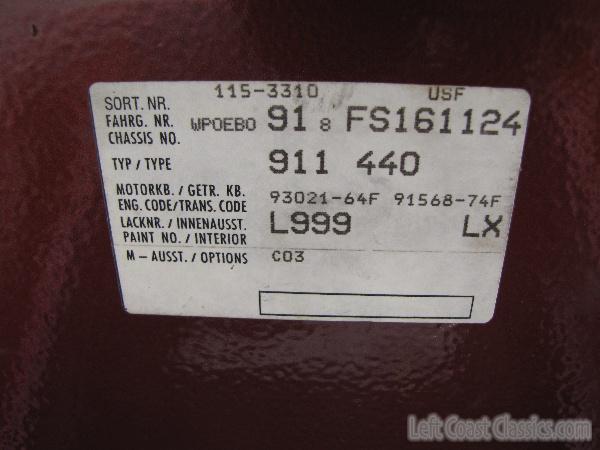 115-3310 USF
SORT. NR.
FAHRG. NR. WPOEBO 91 8 FS161124
CHASSIS NO.
TYP / TYPE 911 440
MOTORKB. / GETR. KB. 93021-64F 91568-74F
ENG. CODE/TRANS. CODE
LACKNR. / INNENAUSST. L999 LX
PAINT NO. / INTERIOR
M – AUSST. / OPTIONS C03
Left Coast Classics.com